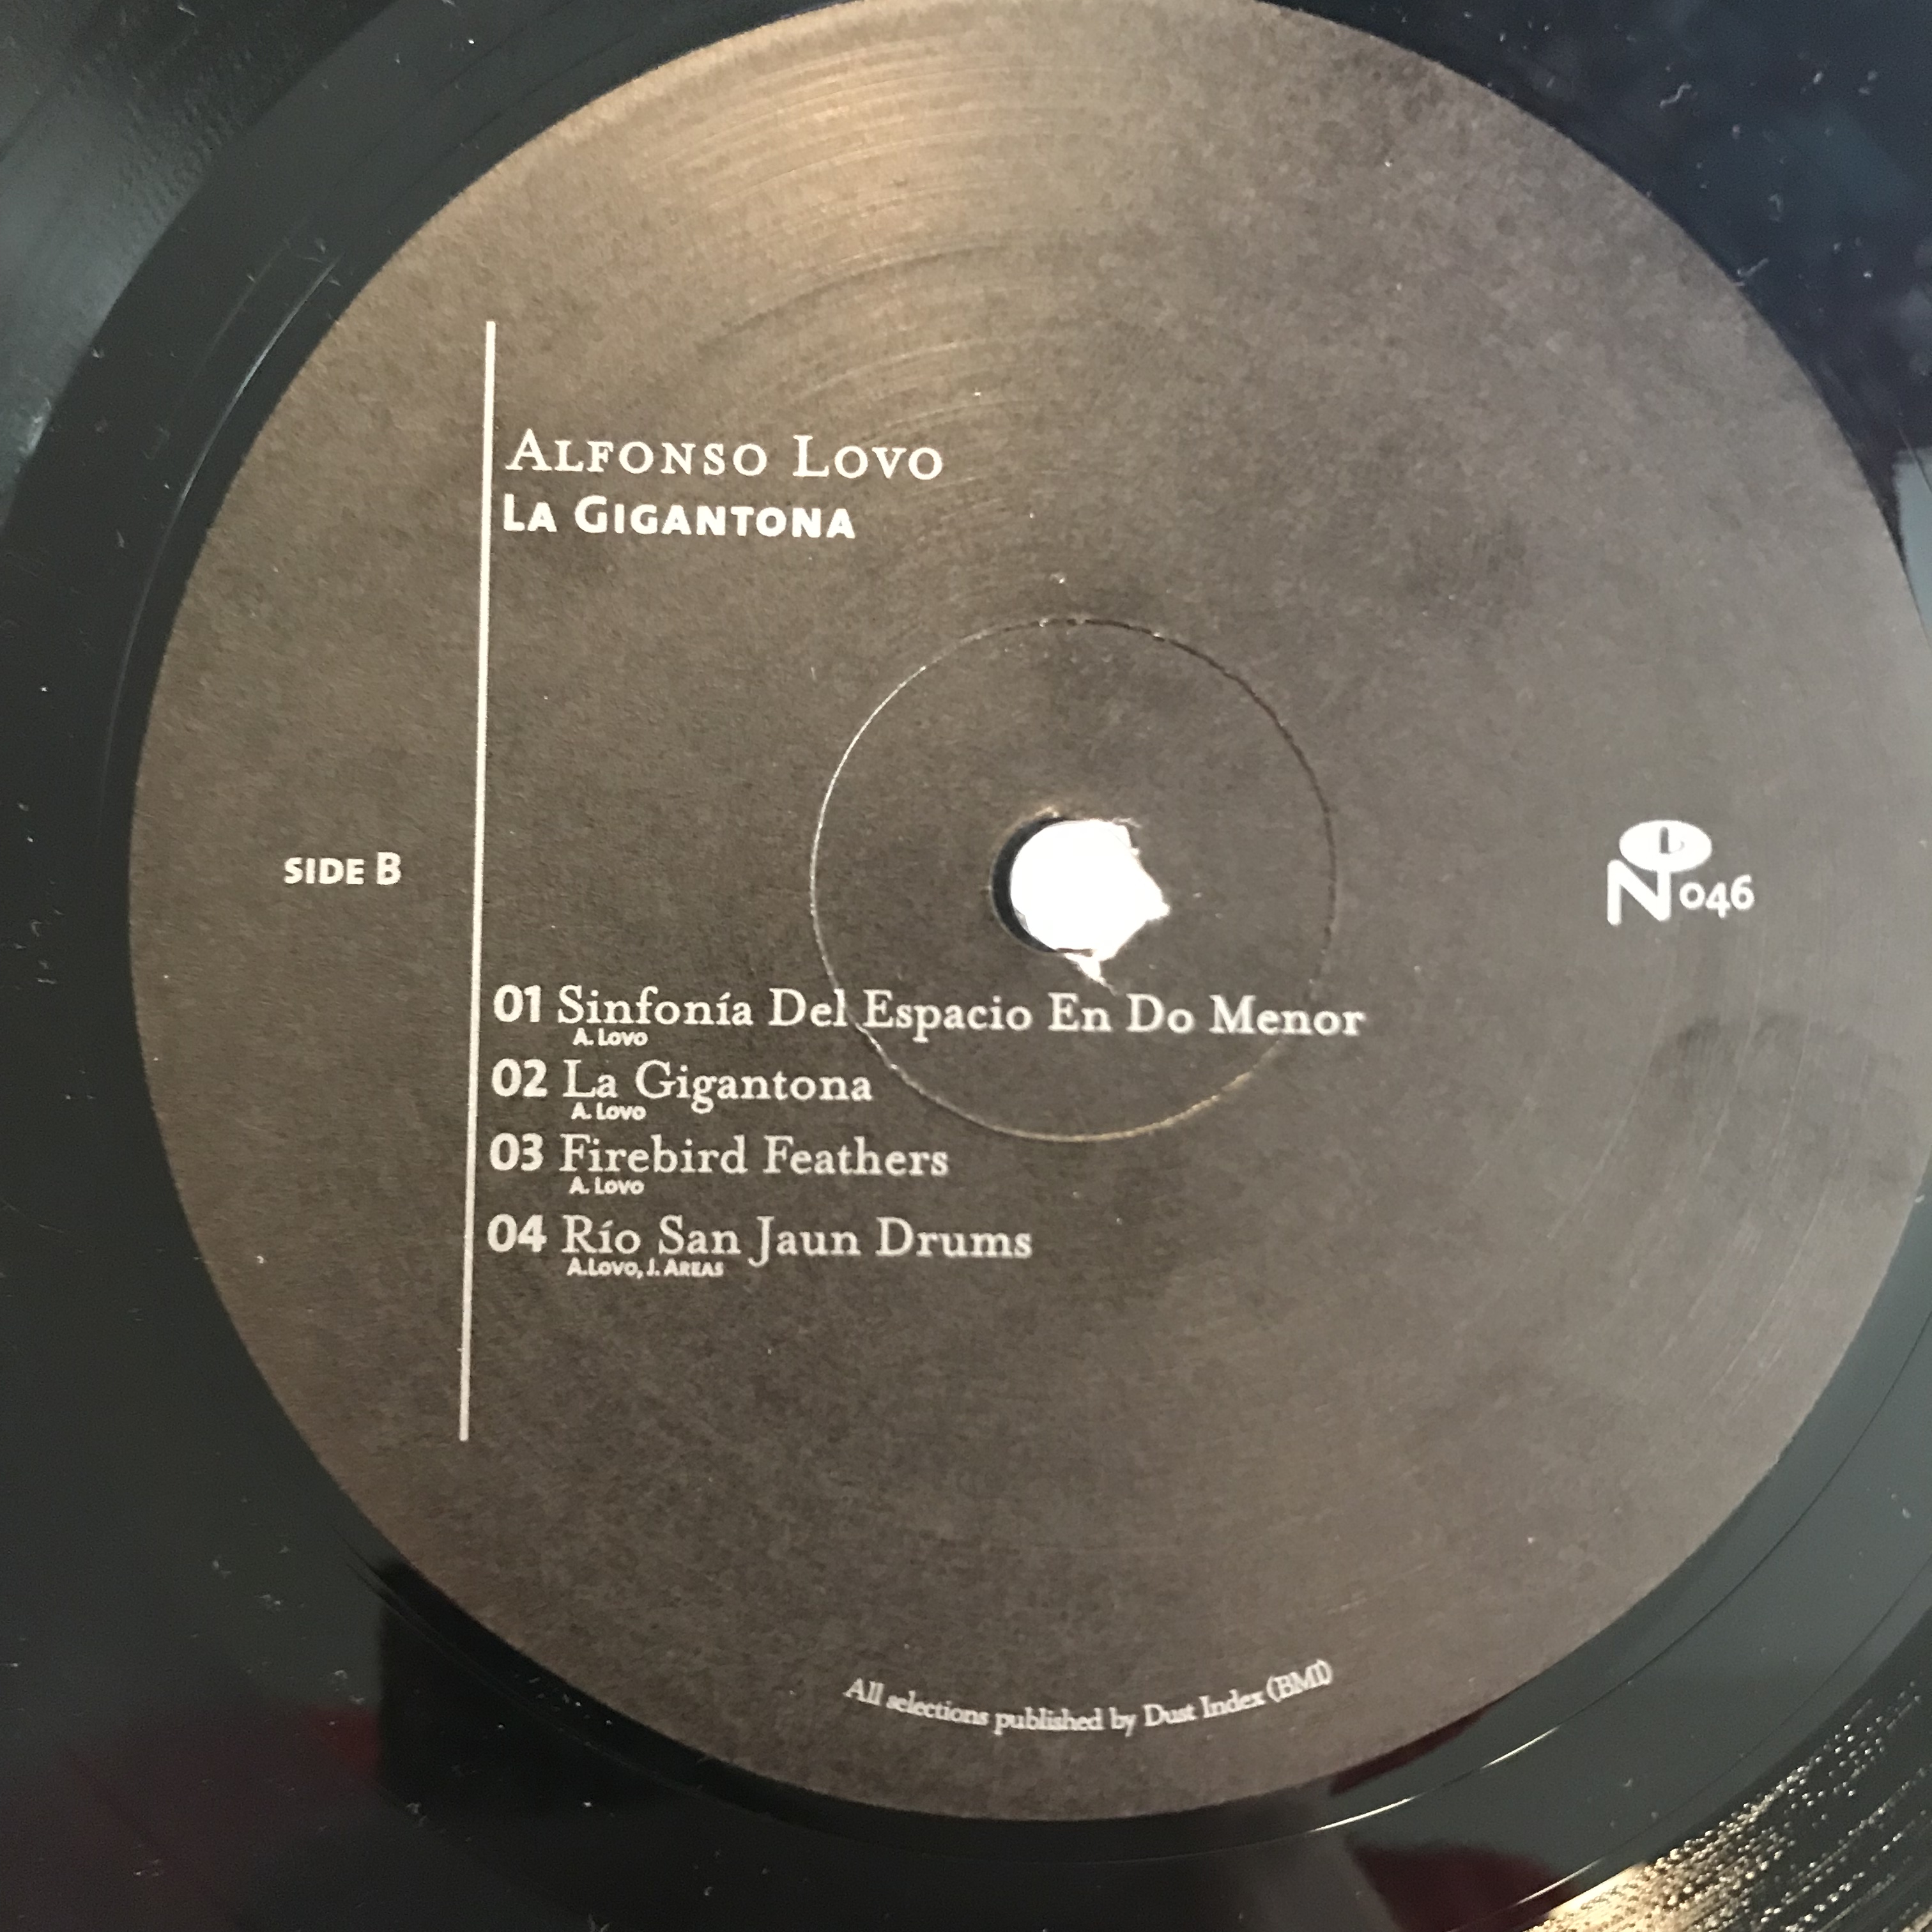 ALFONSO LOVO
LA GIGANTONA
SIDE B
N 046
01 Sinfonía Del Espacio En Do Menor
A. LOVO
02 La Gigantona
A. LOVO
03 Firebird Feathers
A. LOVO
04 Río San Jaun Drums
A.LOVO, J. AREAS
All selections published by Dust Index (BMI)